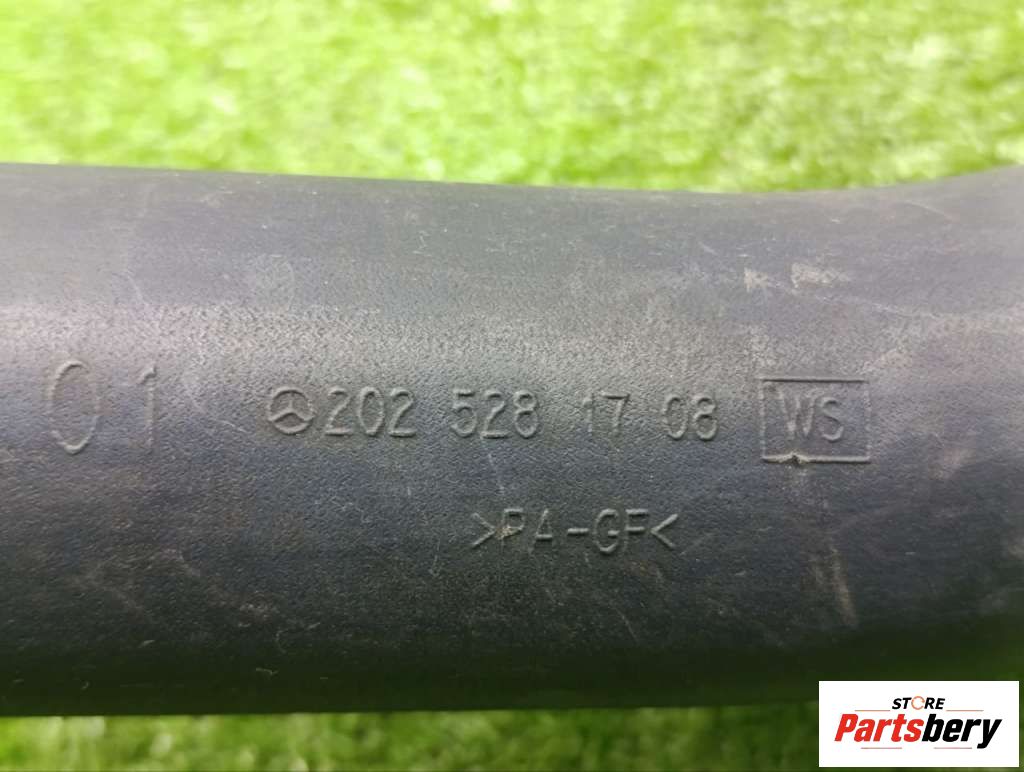 01 202 528 17 08 WS
>PA-GF<
STORE
Partsbery